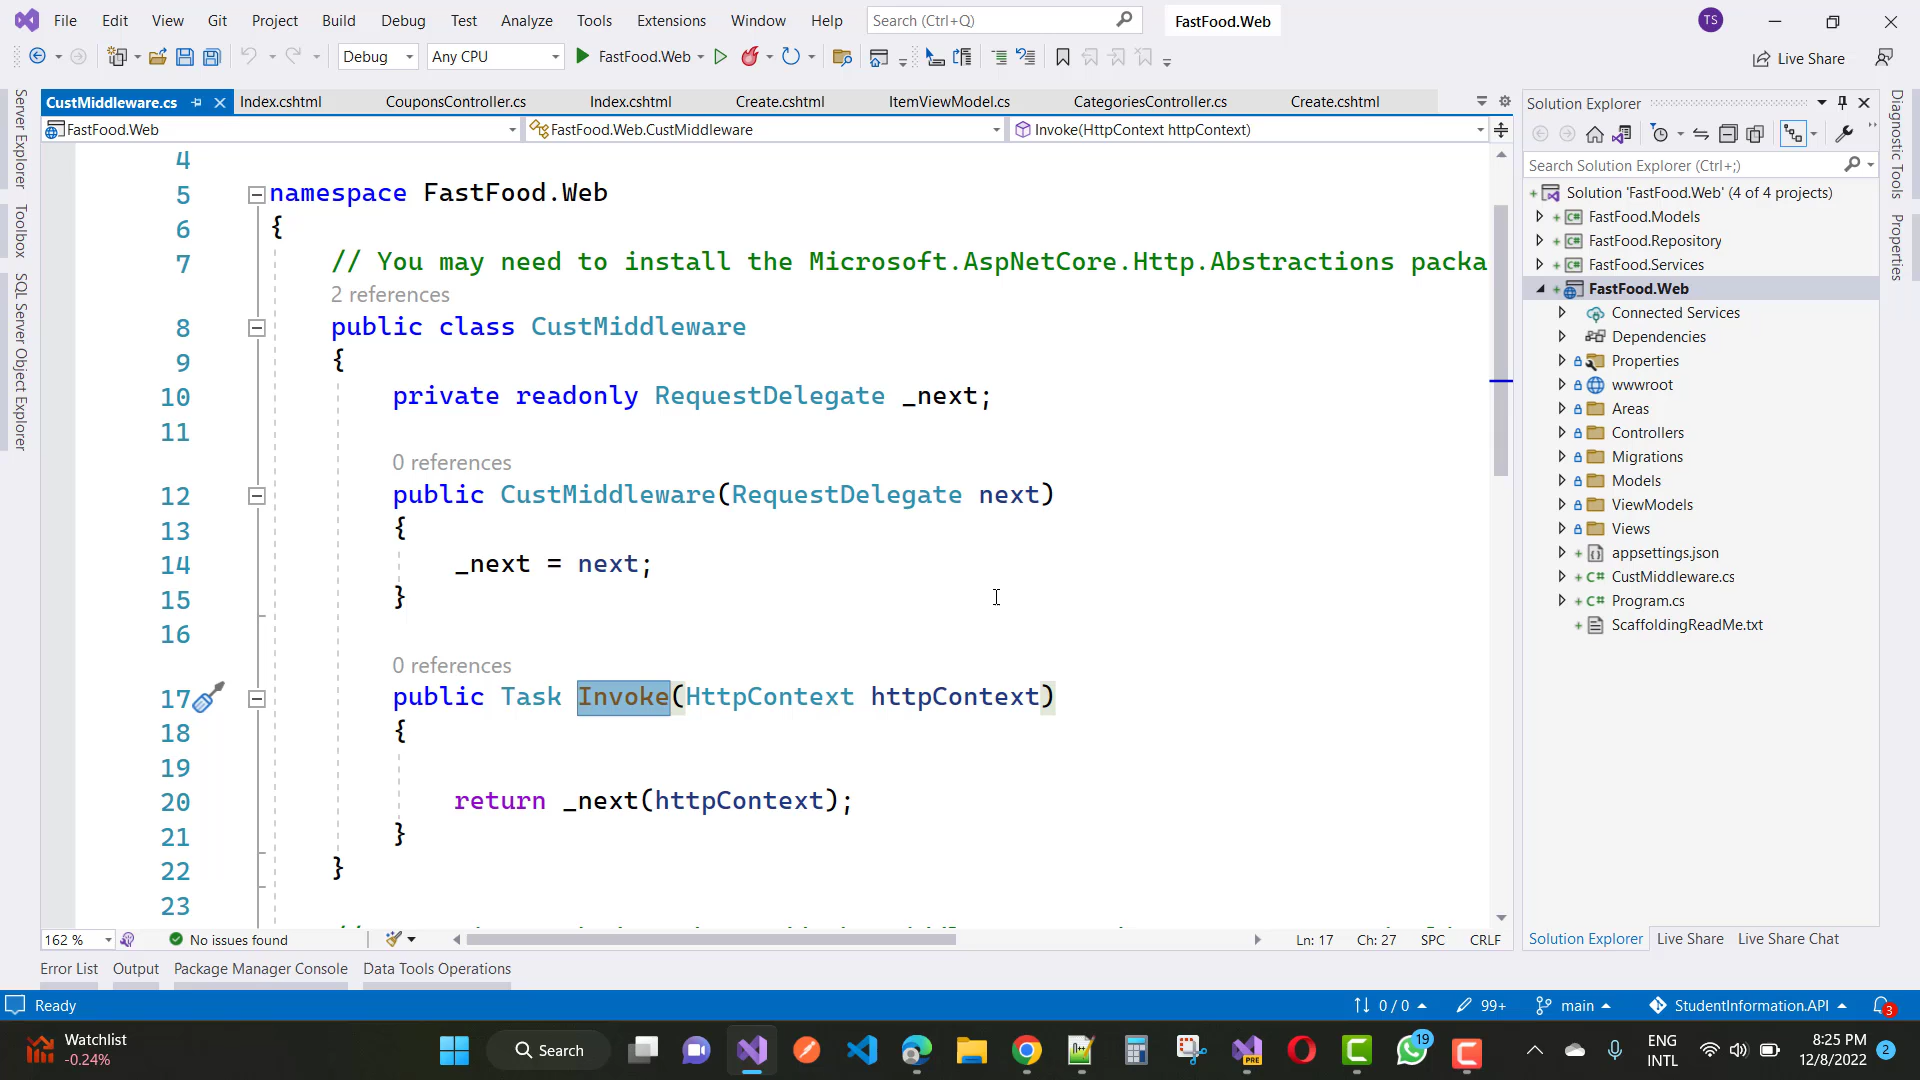 File Edit View Git Project Build Debug Test Analyze Tools Extensions Window Help Search (Ctrl+Q) FastFood.Web TS
Debug Any CPU FastFood.Web Live Share
CustMiddleware.cs Index.cshtml CouponsController.cs Index.cshtml Create.cshtml ItemViewModel.cs CategoriesController.cs Create.cshtml
FastFood.Web FastFood.Web.CustMiddleware Invoke(HttpContext httpContext)
Server Explorer
Toolbox
SQL Server Object Explorer
4
5 namespace FastFood.Web
6 {
7 // You may need to install the Microsoft.AspNetCore.Http.Abstractions packa
2 references
8 public class CustMiddleware
9 {
10 private readonly RequestDelegate _next;
11
0 references
12 public CustMiddleware(RequestDelegate next)
13 {
14 _next = next;
15 }
16
0 references
17 public Task Invoke(HttpContext httpContext)
18 {
19
20 return _next(httpContext);
21 }
22 }
23
162 % No issues found Ln: 17 Ch: 27 SPC CRLF
Solution Explorer
Search Solution Explorer (Ctrl+;)
Solution 'FastFood.Web' (4 of 4 projects)
FastFood.Models
FastFood.Repository
FastFood.Services
FastFood.Web
Connected Services
Dependencies
Properties
wwwroot
Areas
Controllers
Migrations
Models
ViewModels
Views
appsettings.json
C# CustMiddleware.cs
C# Program.cs
ScaffoldingReadMe.txt
Solution Explorer Live Share Live Share Chat
Diagnostic Tools
Properties
Error List Output Package Manager Console Data Tools Operations
Ready 0 / 0 99+ main StudentInformation.API 3
Watchlist
-0.24%
Search
PRE
19
ENG
INTL
8:25 PM
12/8/2022
2